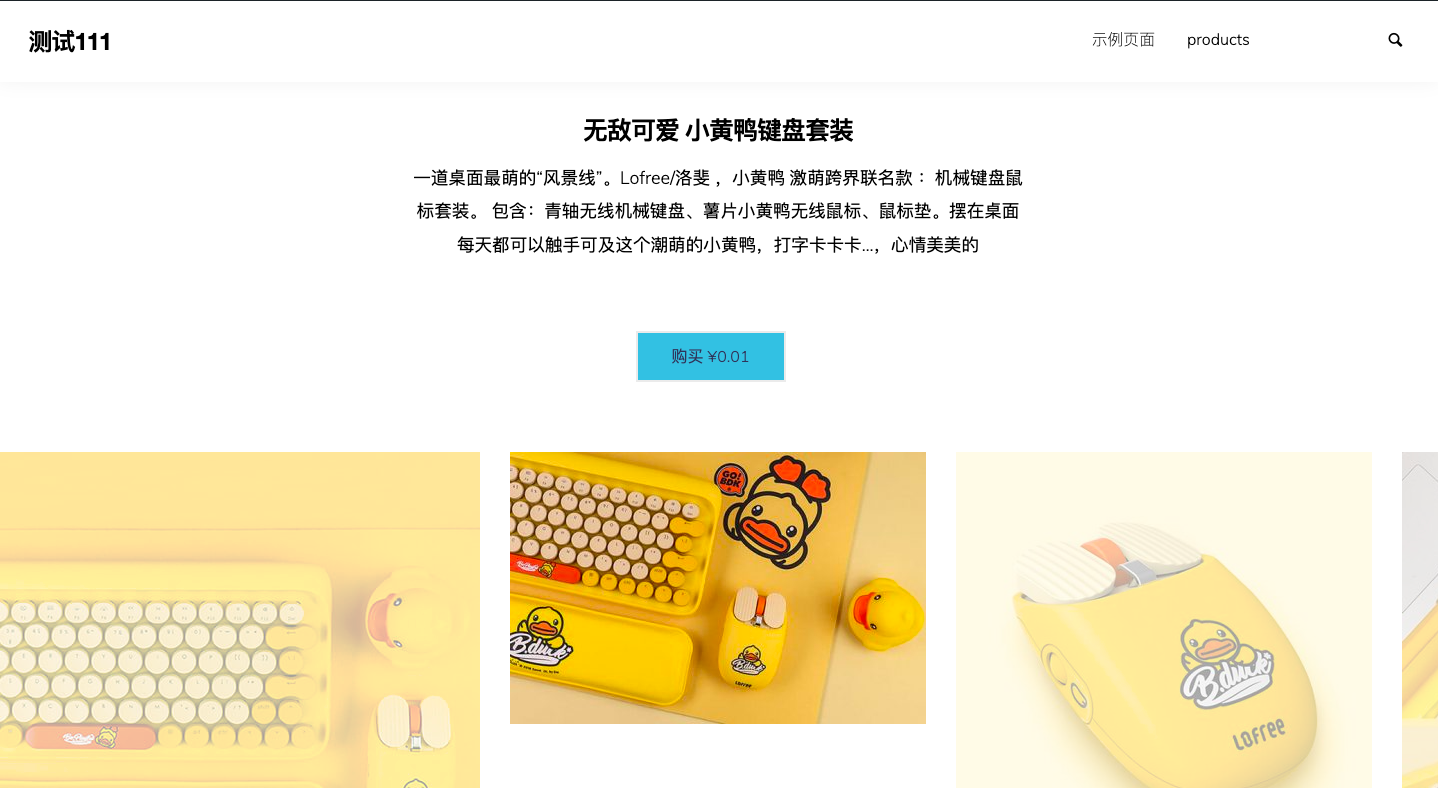 测试111
示例页面 products
无敌可爱 小黄鸭键盘套装
一道桌面最萌的“风景线”。Lofree/洛斐 ，小黄鸭 激萌跨界联名款 ：机械键盘鼠
标套装。 包含：青轴无线机械键盘、薯片小黄鸭无线鼠标、鼠标垫。摆在桌面
每天都可以触手可及这个潮萌的小黄鸭，打字卡卡卡...，心情美美的
购买 ¥0.01
GO!
BDK
B.duck
B.duck
LOFREE
B.duck
LOFREE